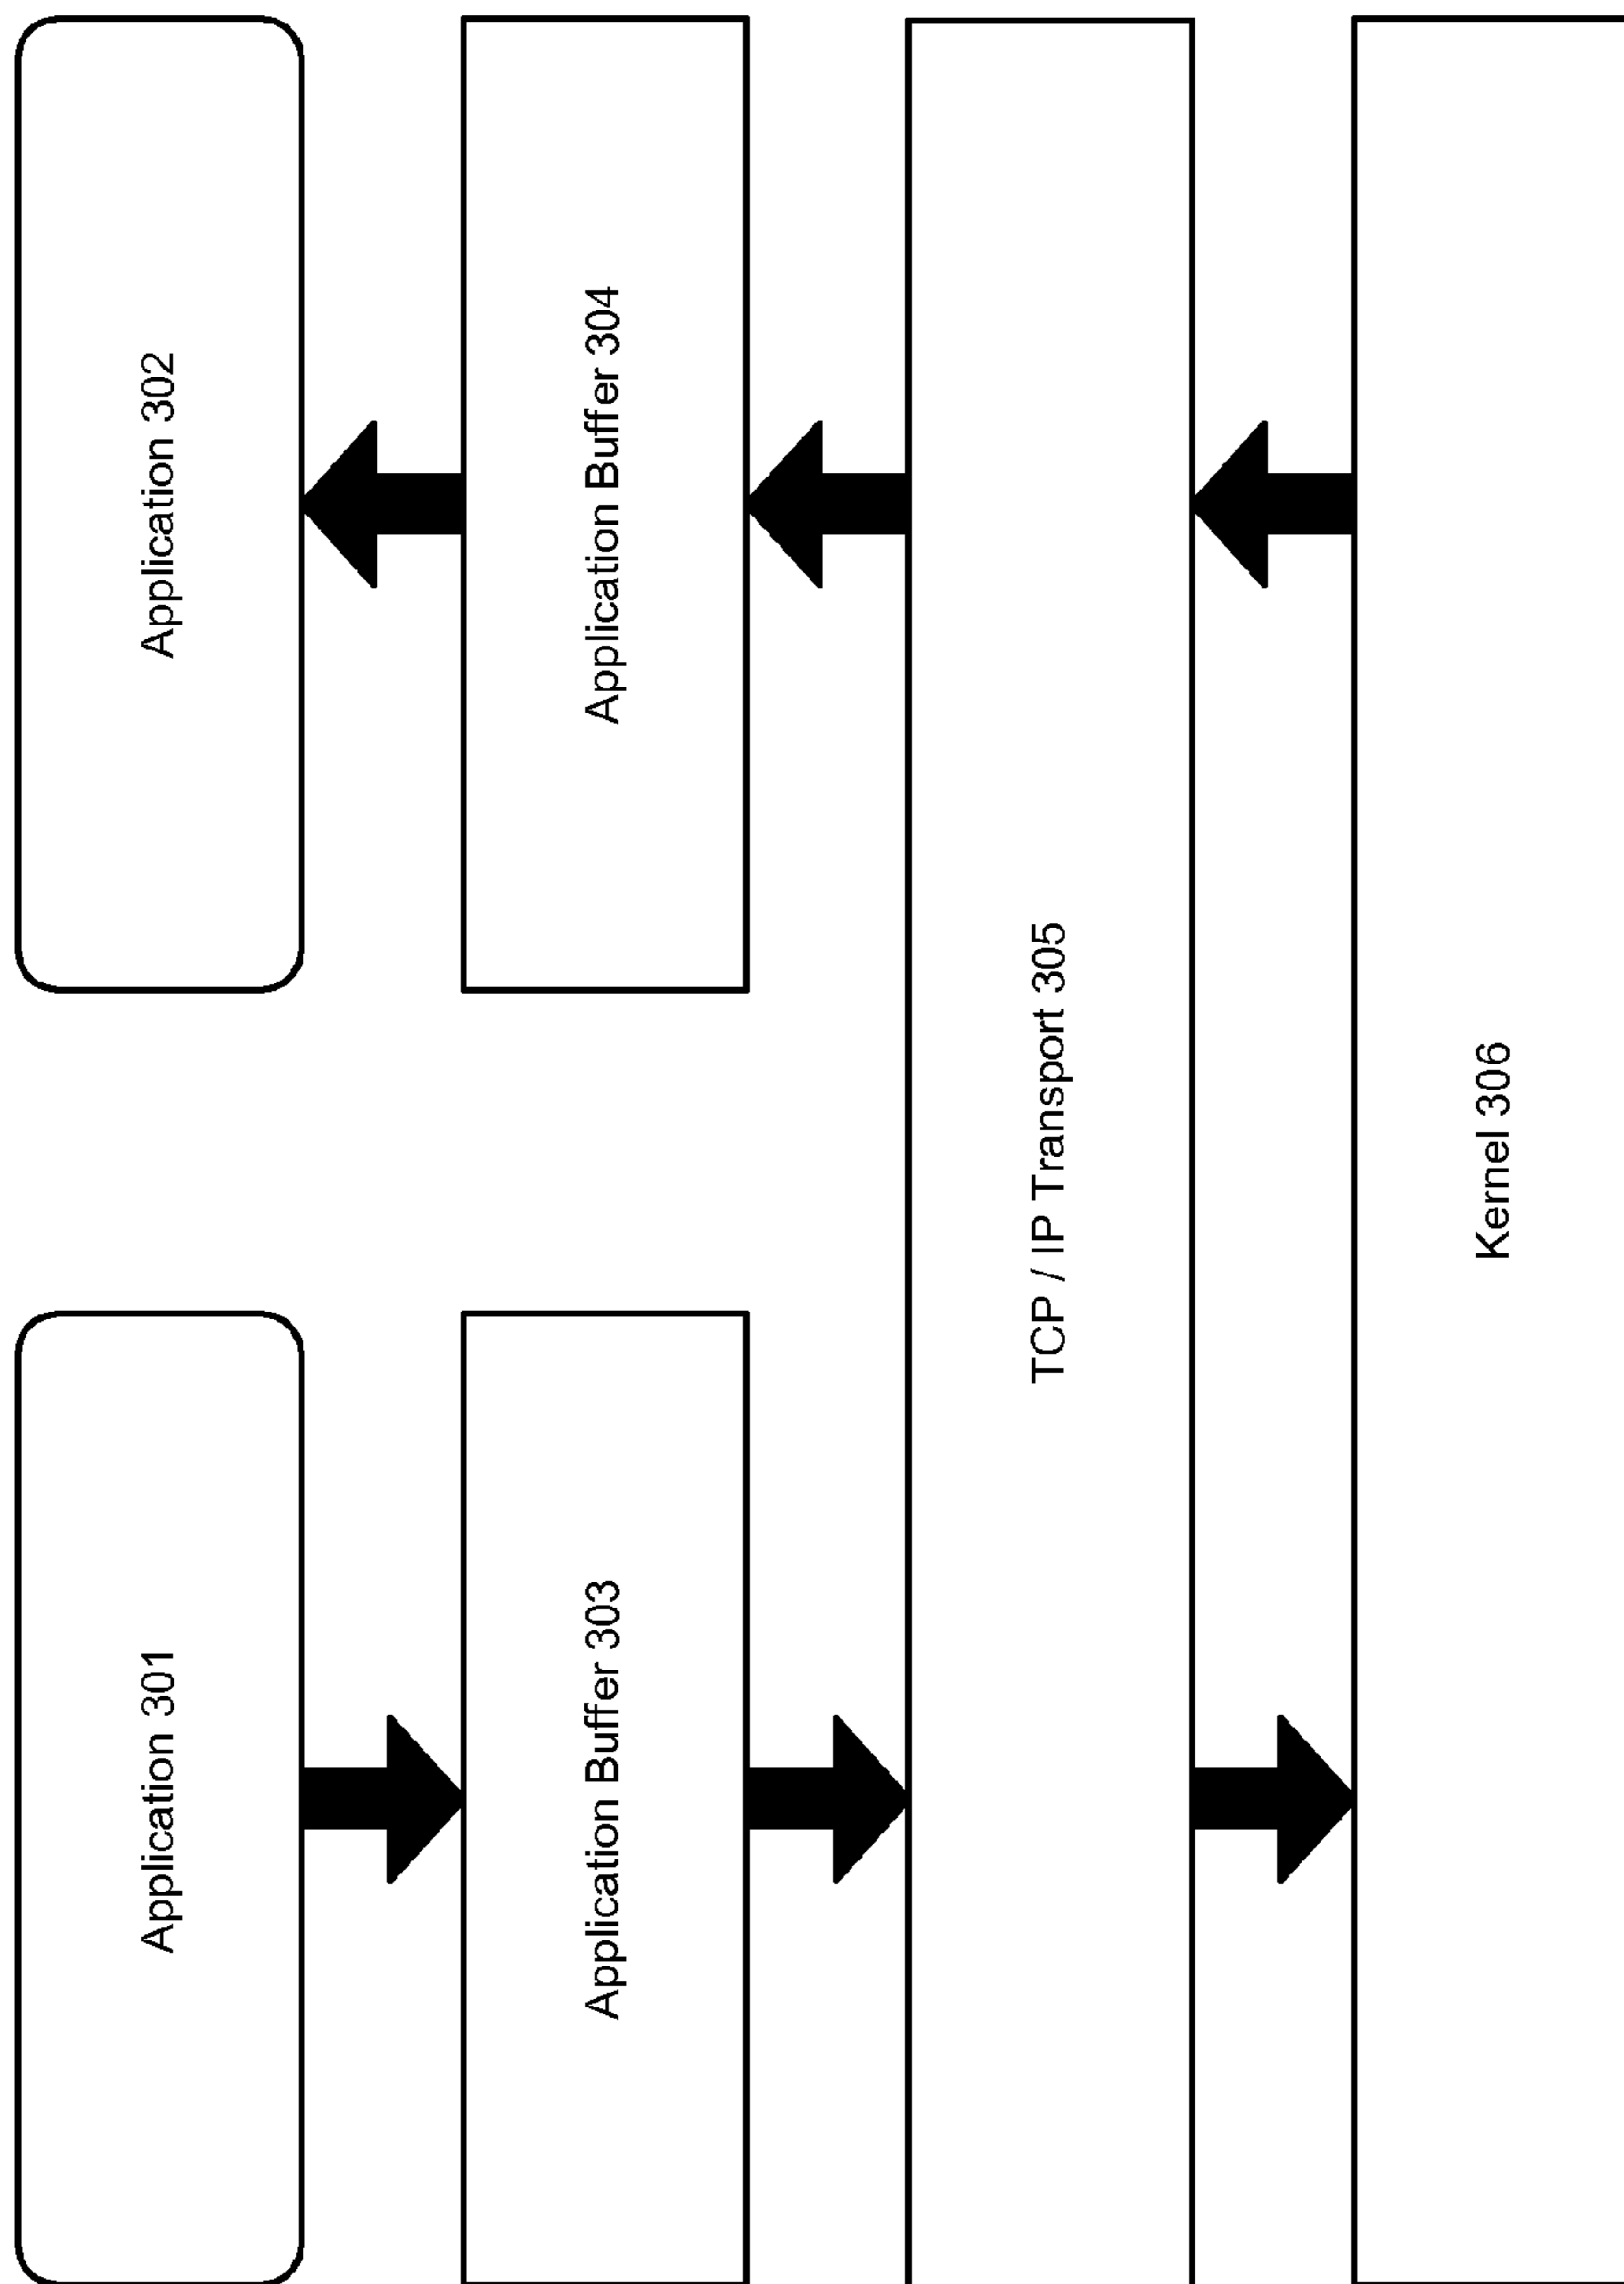 Application 301
Application 302
Application Buffer 303
Application Buffer 304
TCP / IP Transport 305
Kernel 306